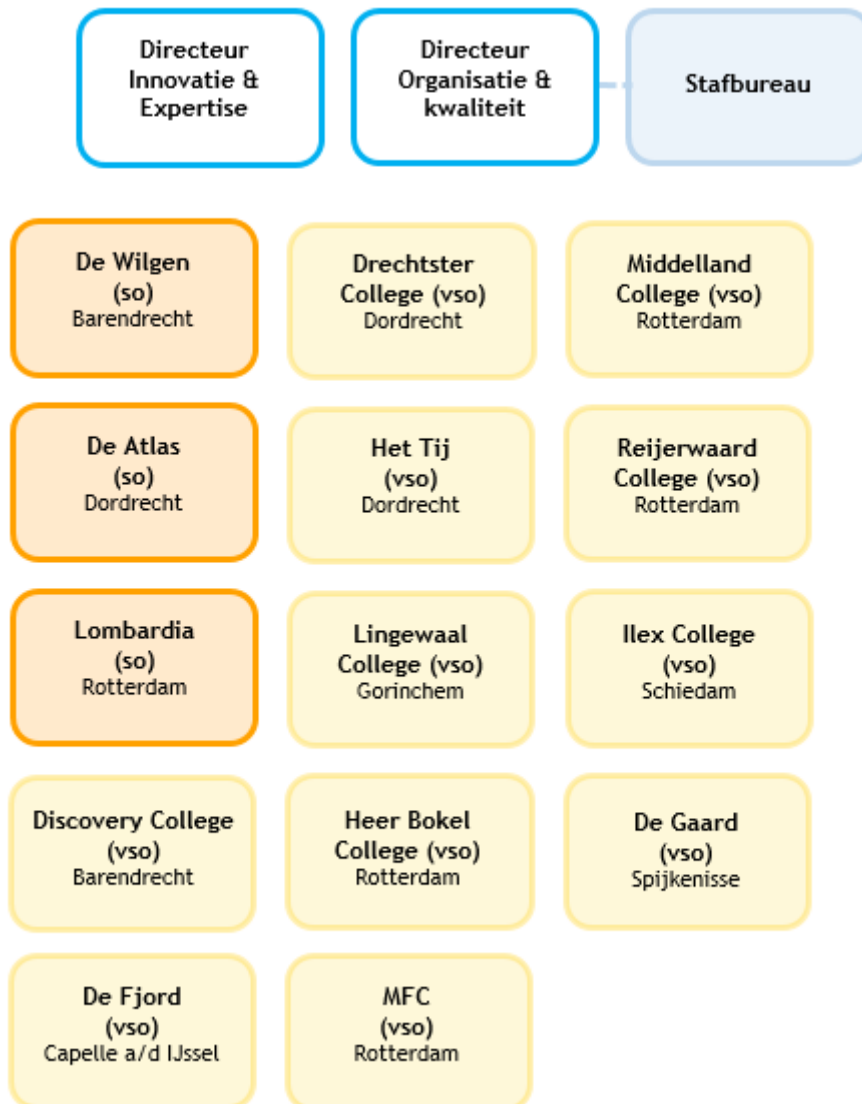 Directeur
Innovatie &
Expertise
Directeur
Organisatie &
kwaliteit
Stafbureau
De Wilgen
(so)
Barendrecht
Drechtster
College (vso)
Dordrecht
Middelland
College (vso)
Rotterdam
De Atlas
(so)
Dordrecht
Het Tij
(vso)
Dordrecht
Reijerwaard
College (vso)
Rotterdam
Lombardia
(so)
Rotterdam
Lingewaal
College (vso)
Gorinchem
Ilex College
(vso)
Schiedam
Discovery College
(vso)
Barendrecht
Heer Bokel
College (vso)
Rotterdam
De Gaard
(vso)
Spijkenisse
De Fjord
(vso)
Capelle a/d IJssel
MFC
(vso)
Rotterdam